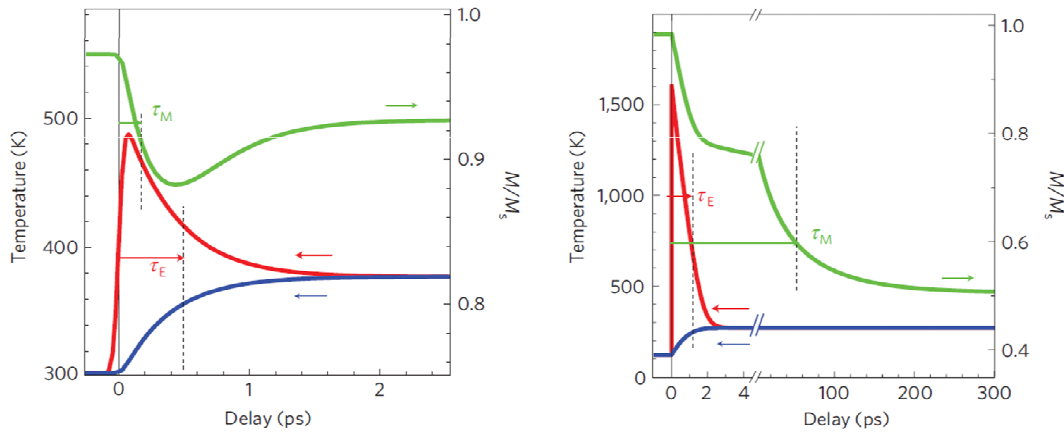 1.0
500
400
300
Temperature (K)
τM
τE
0.9
0.8
M/Ms
0
1
2
Delay (ps)
1.0
1,500
1,000
500
0
Temperature (K)
τE
τM
0.8
0.6
0.4
M/Ms
0
2
4
100
200
300
Delay (ps)